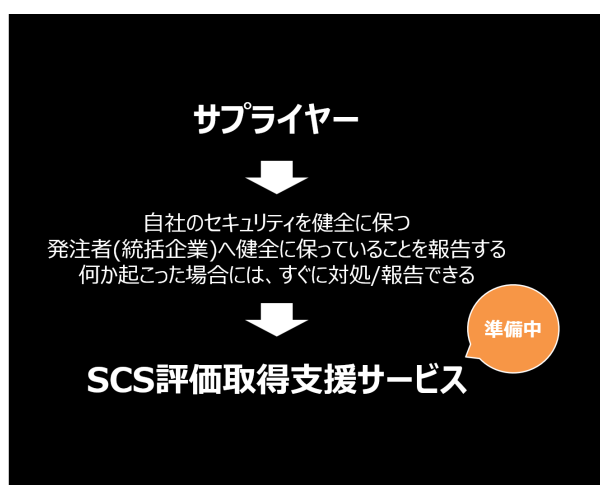 サプライヤー
自社のセキュリティを健全に保つ
発注者(統括企業)へ健全に保っていることを報告する
何か起こった場合には、すぐに対処/報告できる
準備中
SCS評価取得支援サービス